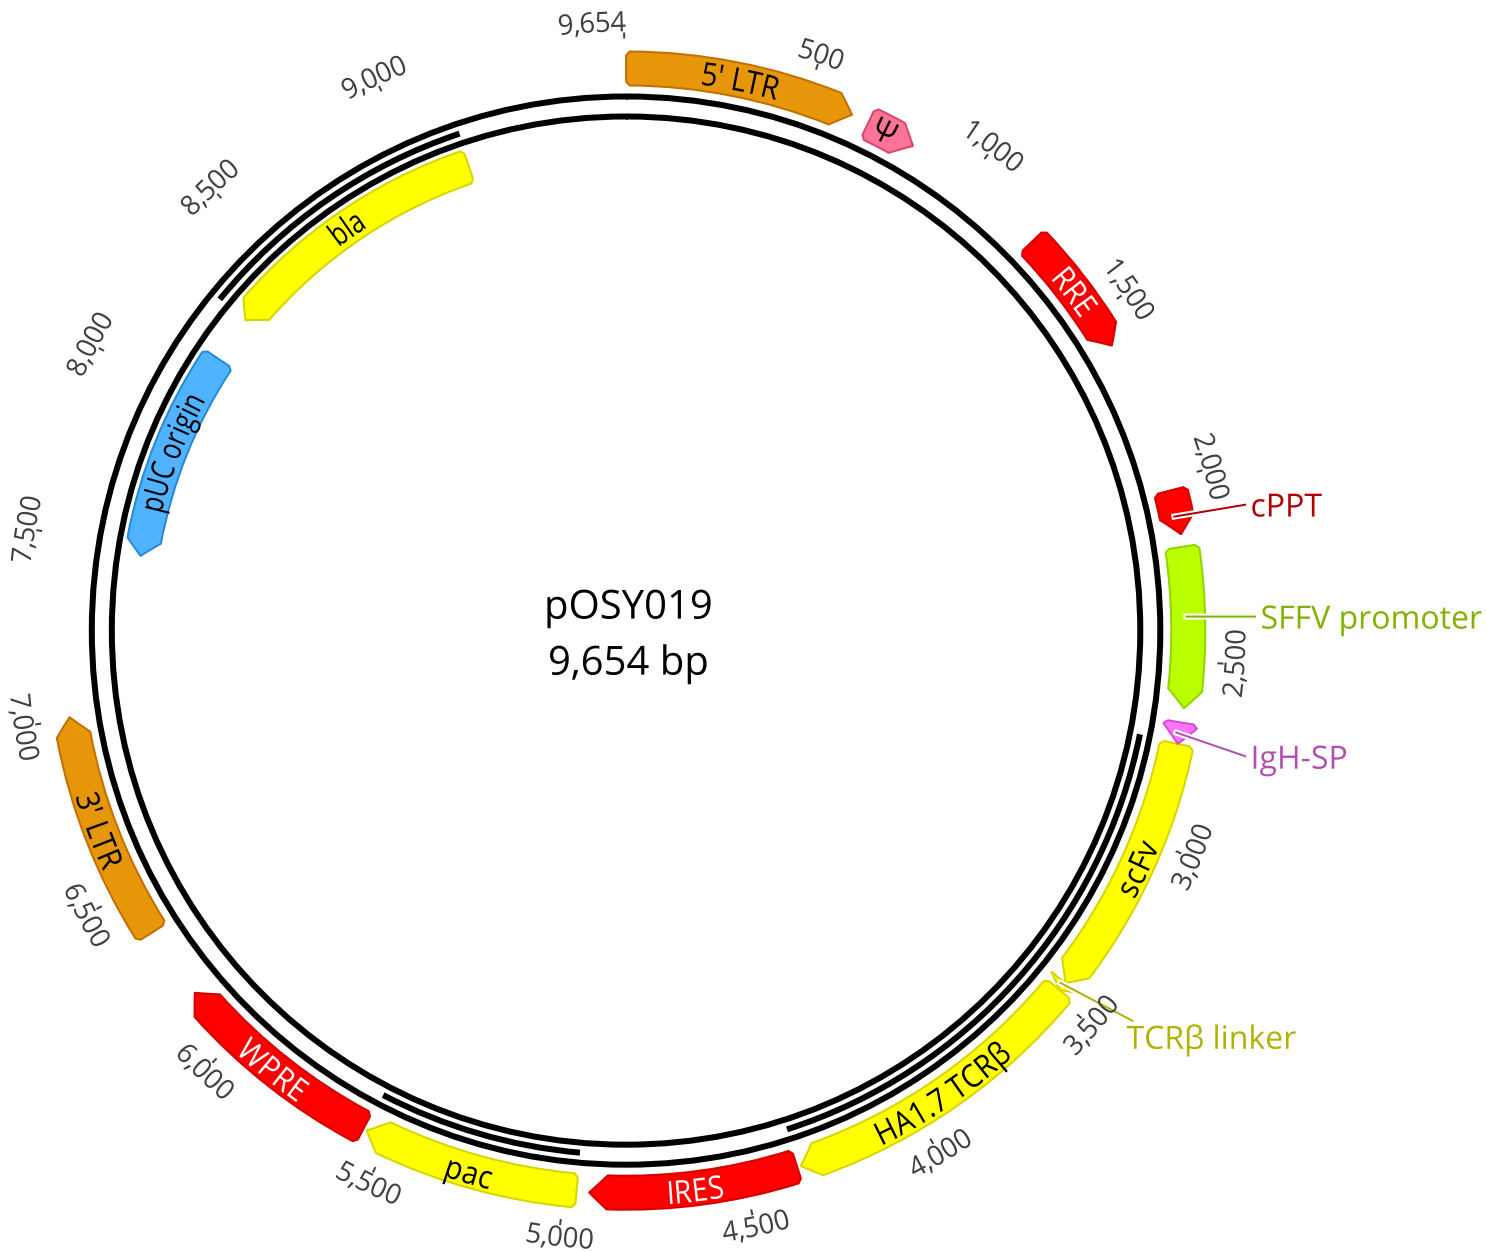 9,654
5' LTR
500
Ψ
1,000
RRE
1,500
2,000
cPPT
SFFV promoter
2,500
IgH-SP
scFv
3,000
TCRβ linker
3,500
HA1.7 TCRβ
4,000
IRES
4,500
5,000
pac
5,500
WPRE
6,000
6,500
3' LTR
7,000
7,500
pUC origin
8,000
8,500
bla
9,000
pOSY019
9,654 bp